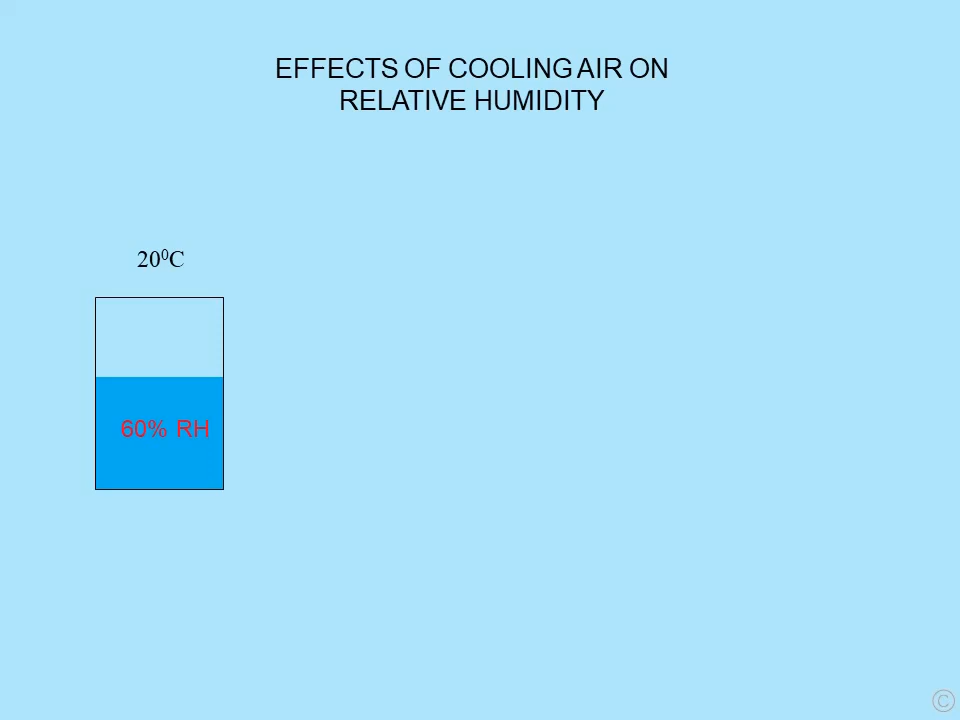 EFFECTS OF COOLING AIR ON
RELATIVE HUMIDITY
20⁰C
60% RH
©